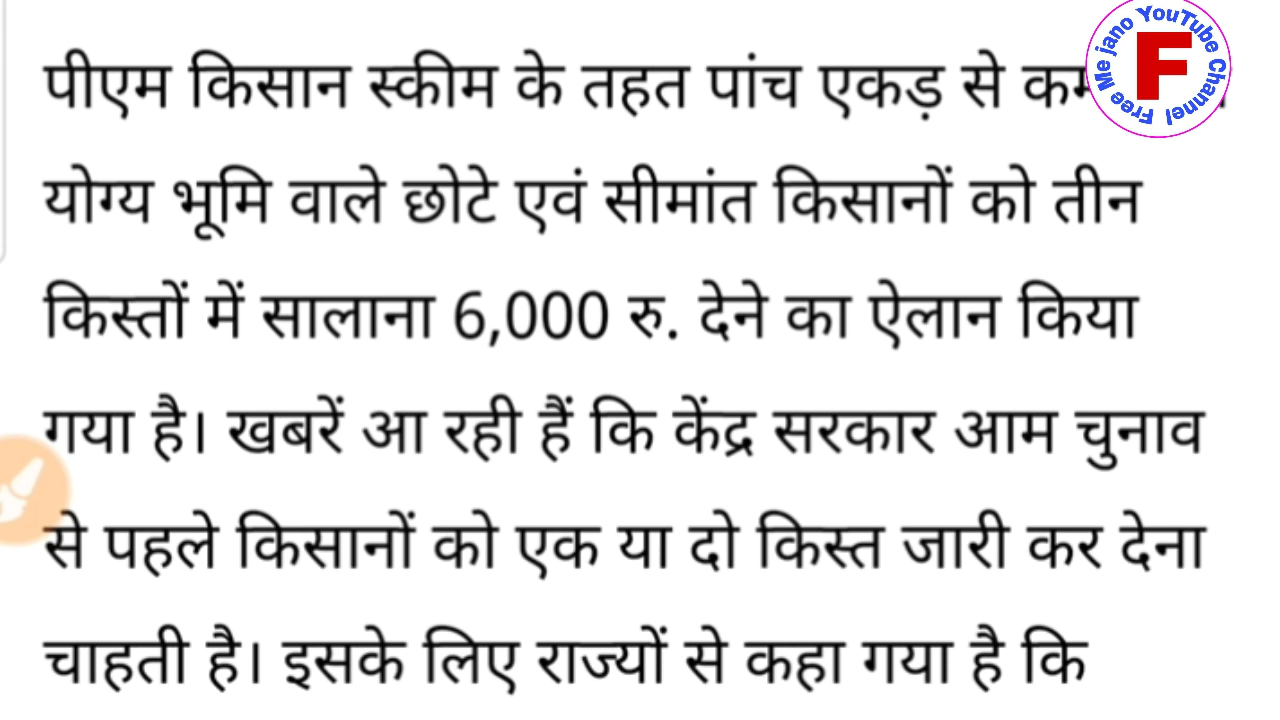 पीएम किसान स्कीम के तहत पांच एकड़ से कम
योग्य भूमि वाले छोटे एवं सीमांत किसानों को तीन
किस्तों में सालाना 6,000 रु. देने का ऐलान किया
गया है। खबरें आ रही हैं कि केंद्र सरकार आम चुनाव
से पहले किसानों को एक या दो किस्त जारी कर देना
चाहती है। इसके लिए राज्यों से कहा गया है कि
Free Me jano YouTube Channel
F